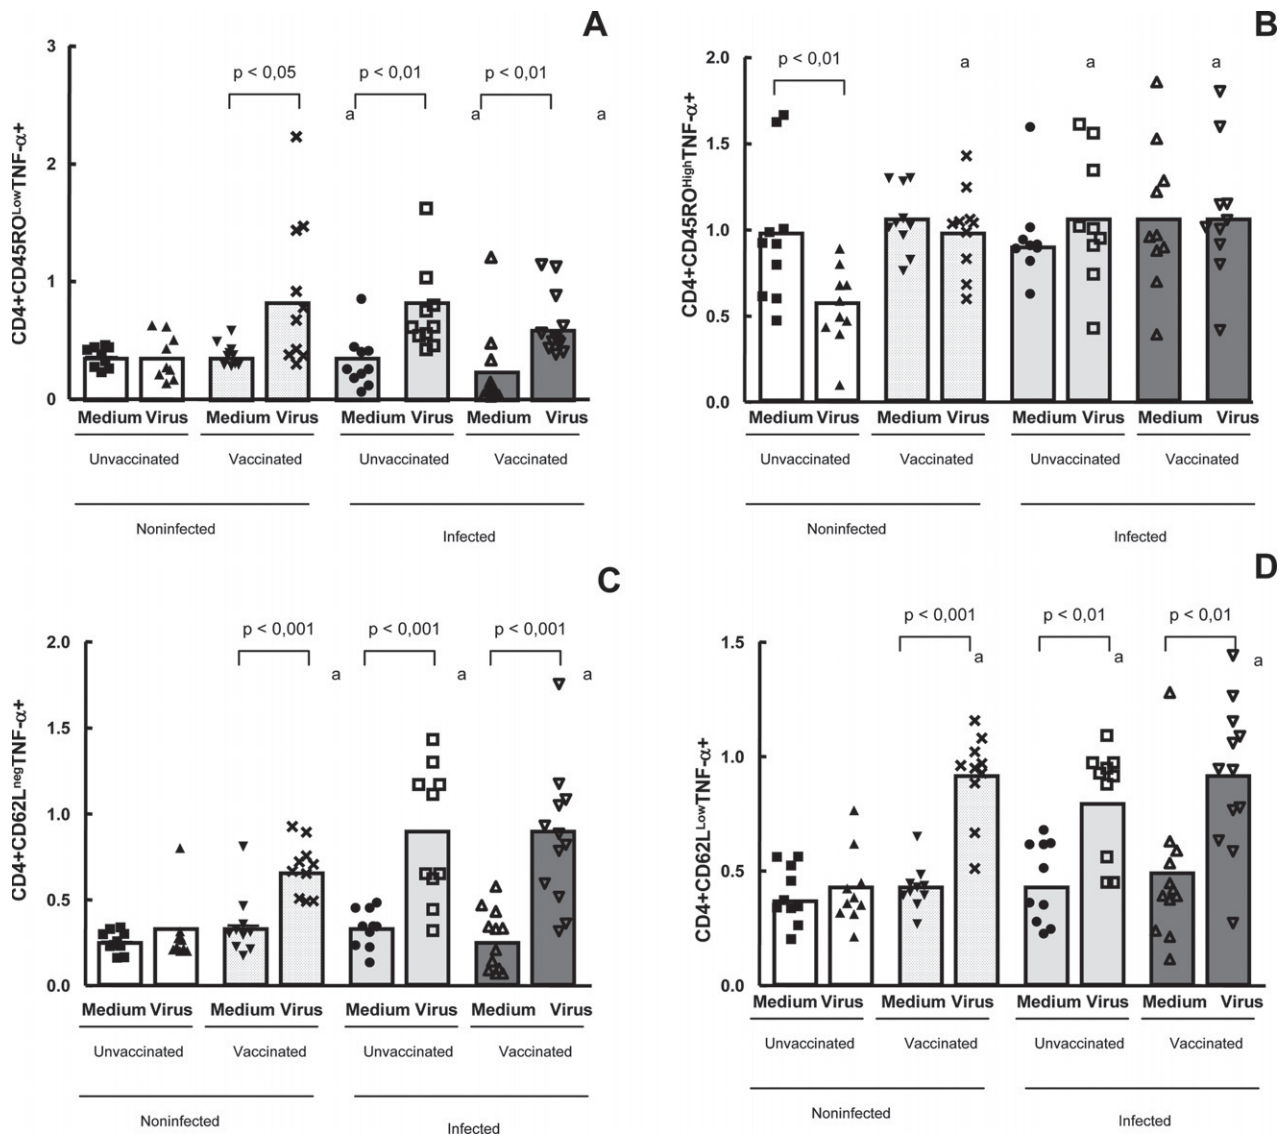 A
3
2
1
0
CD4+CD45RO^Low TNF-α+
p < 0,05
p < 0,01
p < 0,01
a
a
a
Medium Virus
Medium Virus
Medium Virus
Medium Virus
Unvaccinated
Vaccinated
Unvaccinated
Vaccinated
Noninfected
Infected
B
2.0
1.5
1.0
0.5
0.0
CD4+CD45RO^High TNF-α+
p < 0,01
a
a
a
Medium Virus
Medium Virus
Medium Virus
Medium Virus
Unvaccinated
Vaccinated
Unvaccinated
Vaccinated
Noninfected
Infected
C
2.0
1.5
1.0
0.5
0.0
CD4+CD62L^neg TNF-α+
p < 0,001
p < 0,001
p < 0,001
a
a
a
Medium Virus
Medium Virus
Medium Virus
Medium Virus
Unvaccinated
Vaccinated
Unvaccinated
Vaccinated
Noninfected
Infected
D
1.5
1.0
0.5
0.0
CD4+CD62L^Low TNF-α+
p < 0,001
p < 0,01
p < 0,01
a
a
a
Medium Virus
Medium Virus
Medium Virus
Medium Virus
Unvaccinated
Vaccinated
Unvaccinated
Vaccinated
Noninfected
Infected